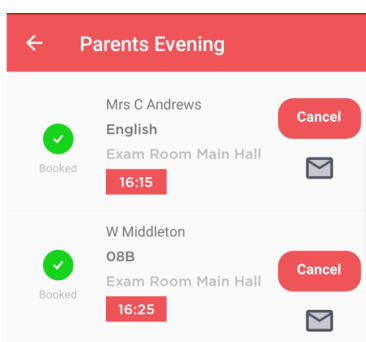 Parents Evening
Mrs C Andrews
English
Exam Room Main Hall
16:15
Booked
Cancel
W Middleton
08B
Exam Room Main Hall
16:25
Booked
Cancel